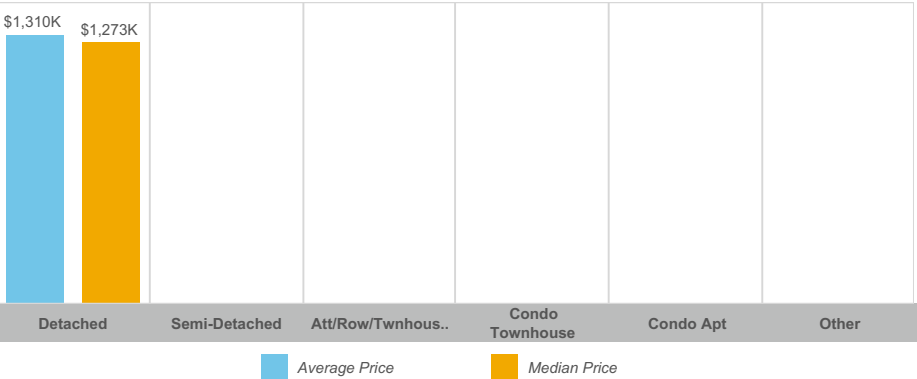 $1,310K
$1,273K
Detached
Semi-Detached
Att/Row/Twnhous..
Condo
Townhouse
Condo Apt
Other
Average Price
Median Price